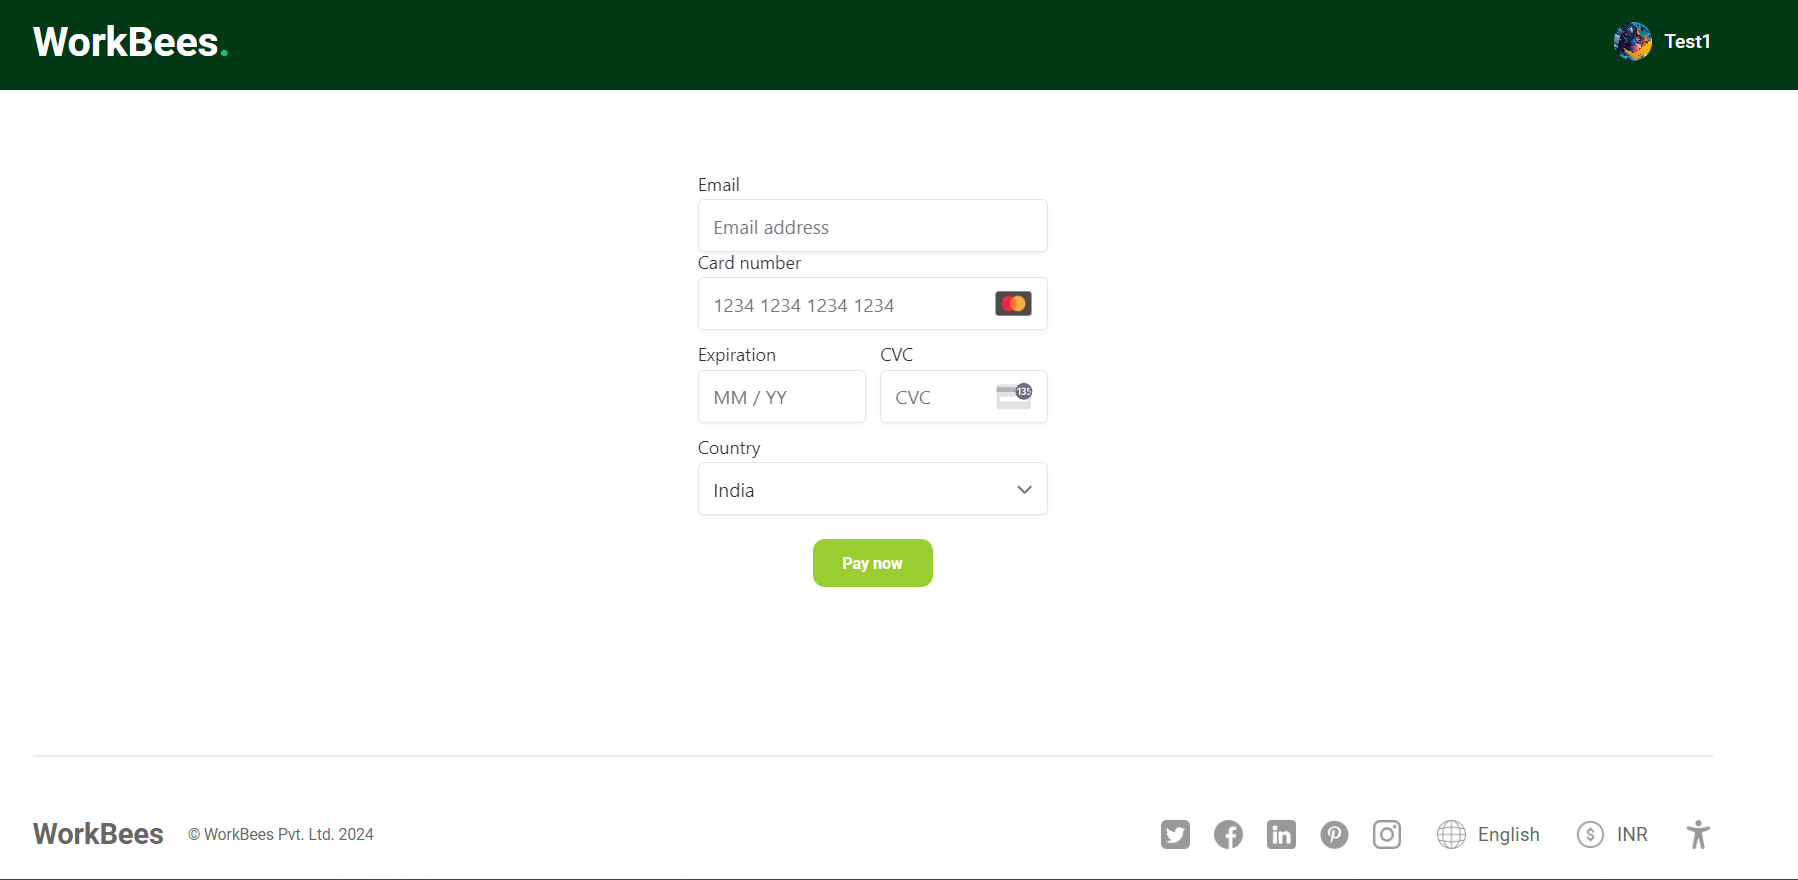 WorkBees.
Test1
Email
Email address
Card number
1234 1234 1234 1234
Expiration
CVC
MM / YY
CVC
135
Country
India
Pay now
WorkBees
© WorkBees Pvt. Ltd. 2024
English
$
INR